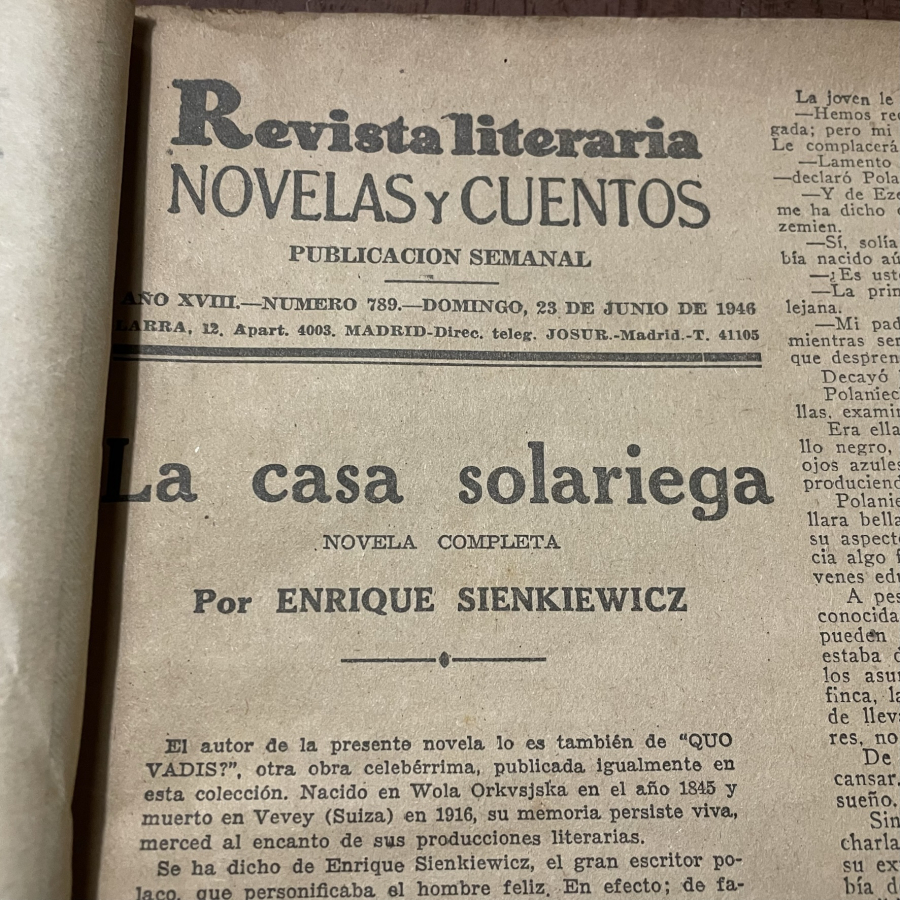 Revista literaria
NOVELAS Y CUENTOS
PUBLICACION SEMANAL
AÑO XVIII.—NUMERO 789.—DOMINGO, 23 DE JUNIO DE 1946
LARRA, 12. Apart. 4003. MADRID-Direc. teleg. JOSUR.-Madrid.-T. 41105
La casa solariega
NOVELA COMPLETA
Por ENRIQUE SIENKIEWICZ
El autor de la presente novela lo es también de “QUO
VADIS?”, otra obra celebérrima, publicada igualmente en
esta colección. Nacido en Wola Orkvsjska en el año 1845 y
muerto en Vevey (Suiza) en 1916, su memoria persiste viva,
merced al encanto de sus producciones literarias.
Se ha dicho de Enrique Sienkiewicz, el gran escritor po-
laco, que personificaba el hombre feliz. En efecto; de fa-
La joven le
—Hemos
gada; pero mi
Le complacerá
—Lamento
—declaró
—Y de
me ha dicho
zemien.
—Sí, solía
bía nacido
—¿Es
—La
lejana.
—Mi
mientras
que
Decayó
llas,
Era ella
llo negro,
ojos azules
Polanie
llara bella
su
cia algo
venes
A
conocida
pueden
estaba
los
finca,
de
res, no
De
cansar.
sueño.
charla
su
bía